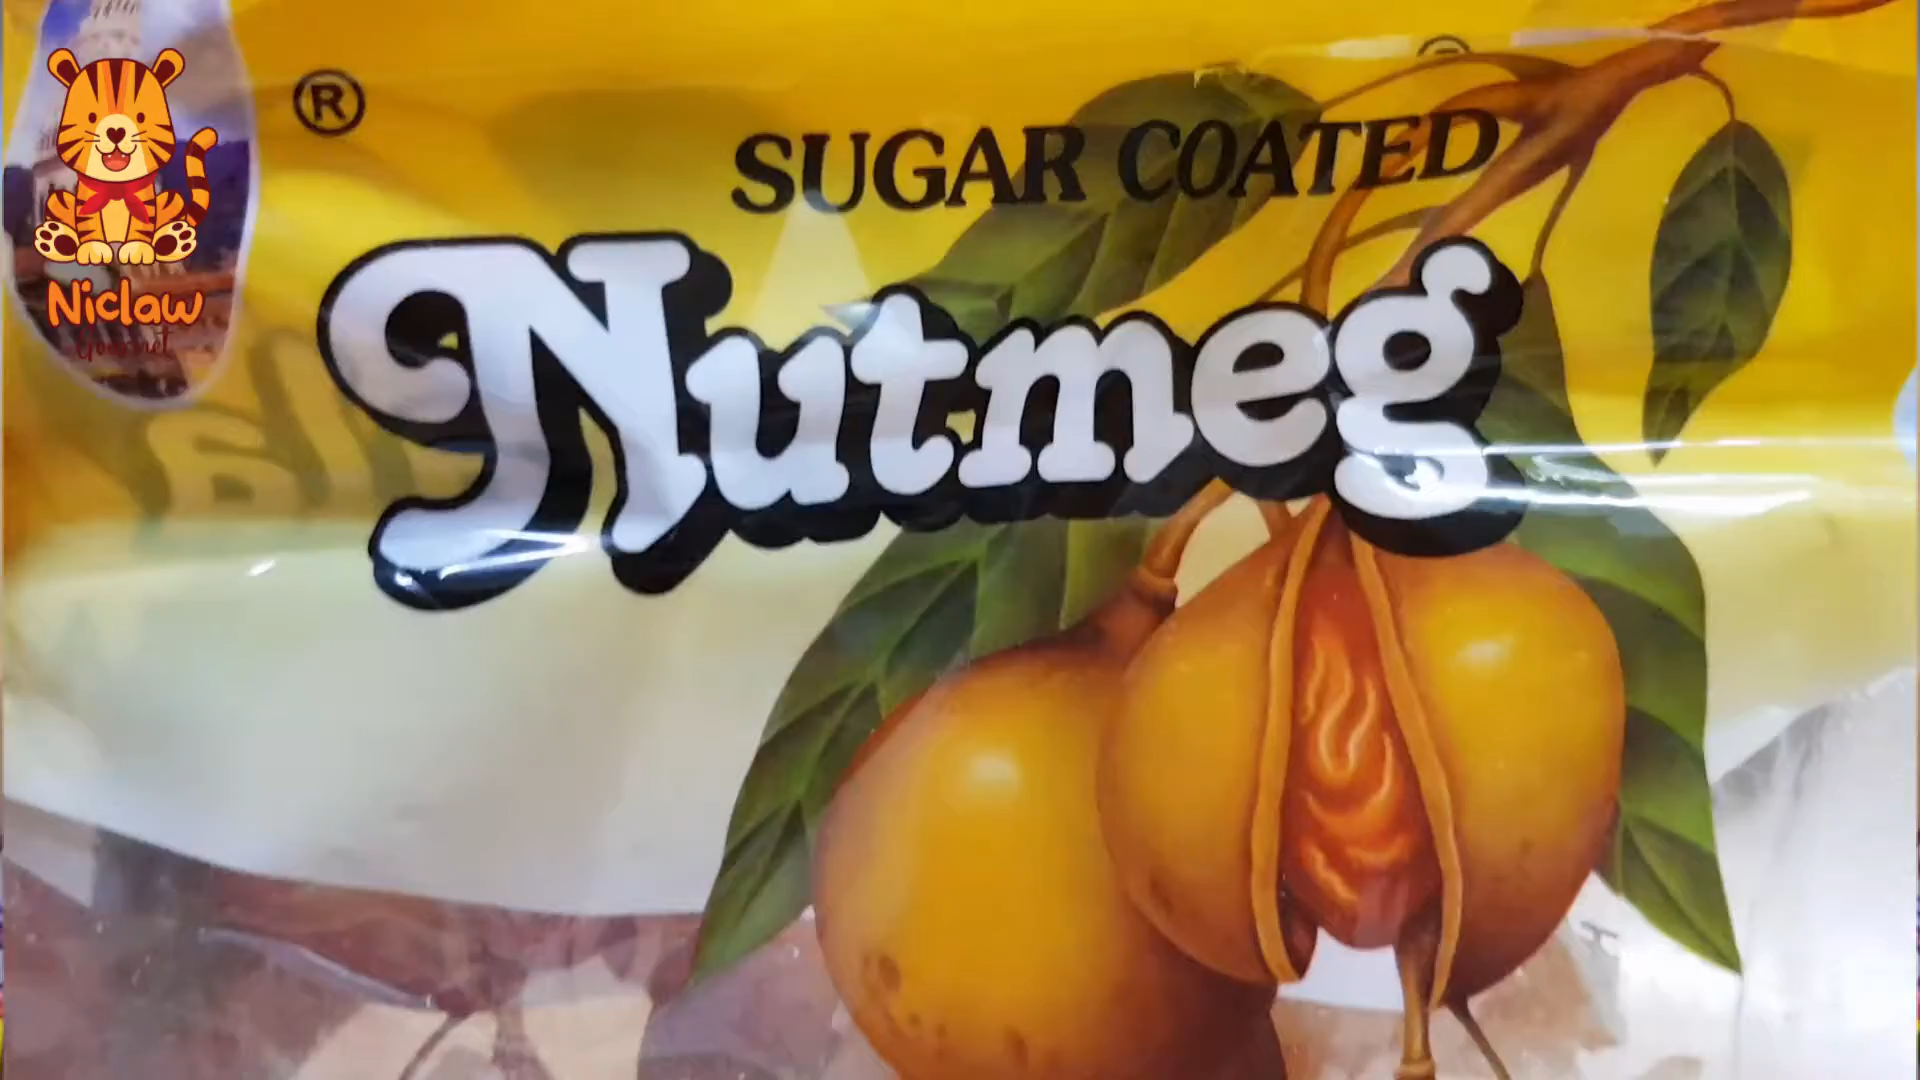 ®
SUGAR COATED
Nutmeg
Niclaw
Gourmet